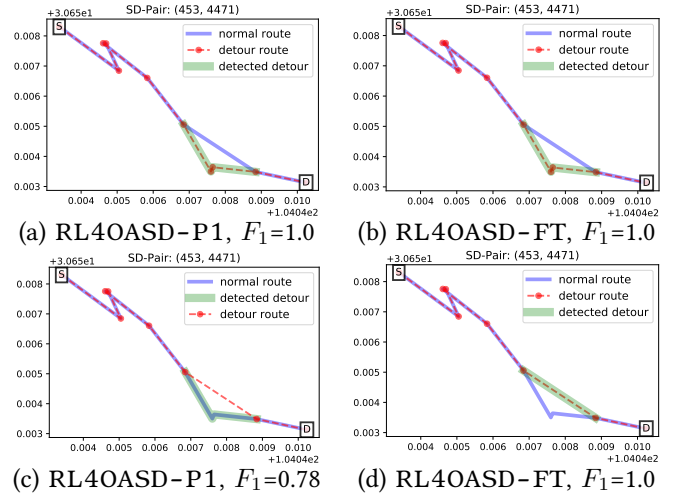 +3.065e1 SD-Pair: (453, 4471)
0.008
0.007
0.006
0.005
0.004
0.003
S
D
normal route
detour route
detected detour
0.004 0.005 0.006 0.007 0.008 0.009 0.010
+1.0404e2
(a) RL4OASD-P1, F1=1.0
+3.065e1 SD-Pair: (453, 4471)
0.008
0.007
0.006
0.005
0.004
0.003
S
D
normal route
detour route
detected detour
0.004 0.005 0.006 0.007 0.008 0.009 0.010
+1.0404e2
(b) RL4OASD-FT, F1=1.0
+3.065e1 SD-Pair: (453, 4471)
0.008
0.007
0.006
0.005
0.004
0.003
S
D
normal route
detected detour
detour route
0.004 0.005 0.006 0.007 0.008 0.009 0.010
+1.0404e2
(c) RL4OASD-P1, F1=0.78
+3.065e1 SD-Pair: (453, 4471)
0.008
0.007
0.006
0.005
0.004
0.003
S
D
normal route
detour route
detected detour
0.004 0.005 0.006 0.007 0.008 0.009 0.010
+1.0404e2
(d) RL4OASD-FT, F1=1.0